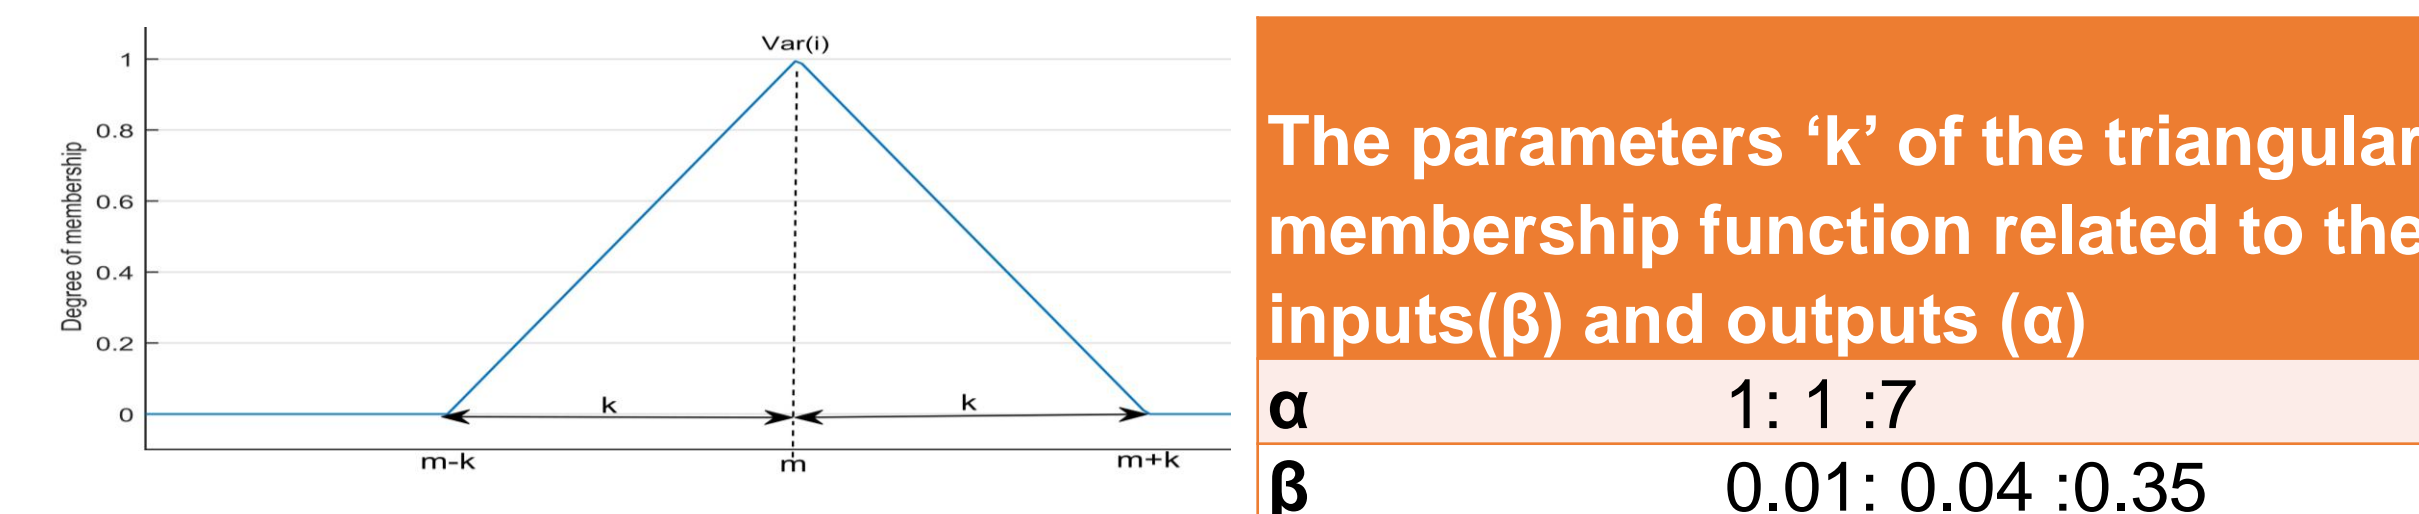 Var(i)
1
0.8
0.6
0.4
0.2
0
Degree of membership
k
k
m-k
m
m+k
The parameters ‘k’ of the triangular
membership function related to the
inputs(β) and outputs (α)
α 1: 1 :7
β 0.01: 0.04 :0.35